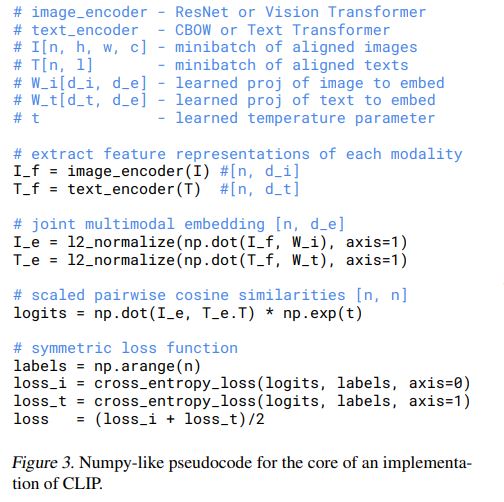 # image_encoder - ResNet or Vision Transformer
# text_encoder - CBOW or Text Transformer
# I[n, h, w, c] - minibatch of aligned images
# T[n, l] - minibatch of aligned texts
# W_i[d_i, d_e] - learned proj of image to embed
# W_t[d_t, d_e] - learned proj of text to embed
# t - learned temperature parameter
# extract feature representations of each modality
I_f = image_encoder(I) #[n, d_i]
T_f = text_encoder(T) #[n, d_t]
# joint multimodal embedding [n, d_e]
I_e = l2_normalize(np.dot(I_f, W_i), axis=1)
T_e = l2_normalize(np.dot(T_f, W_t), axis=1)
# scaled pairwise cosine similarities [n, n]
logits = np.dot(I_e, T_e.T) * np.exp(t)
# symmetric loss function
labels = np.arange(n)
loss_i = cross_entropy_loss(logits, labels, axis=0)
loss_t = cross_entropy_loss(logits, labels, axis=1)
loss = (loss_i + loss_t)/2
Figure 3. Numpy-like pseudocode for the core of an implementa-
tion of CLIP.